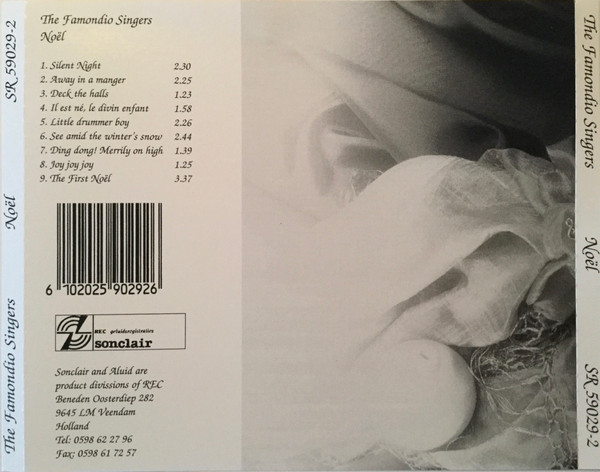 The Famondio Singers
Noël
1. Silent Night 2.30
2. Away in a manger 2.25
3. Deck the halls 1.23
4. Il est né, le divin enfant 1.58
5. Little drummer boy 2.26
6. See amid the winter's snow 2.44
7. Ding dong! Merrily on high 1.39
8. Joy joy joy 1.25
9. The First Noël 3.37
6 102025 902926
REC geluidsregistraties
sonclair
Sonclair and Aluid are
product divissions of REC
Beneden Oosterdiep 282
9645 LM Veendam
Holland
Tel: 0598 62 27 96
Fax: 0598 61 72 57
The Famondio Singers Noël SR 59029-2
The Famondio Singers Noël SR 59029-2